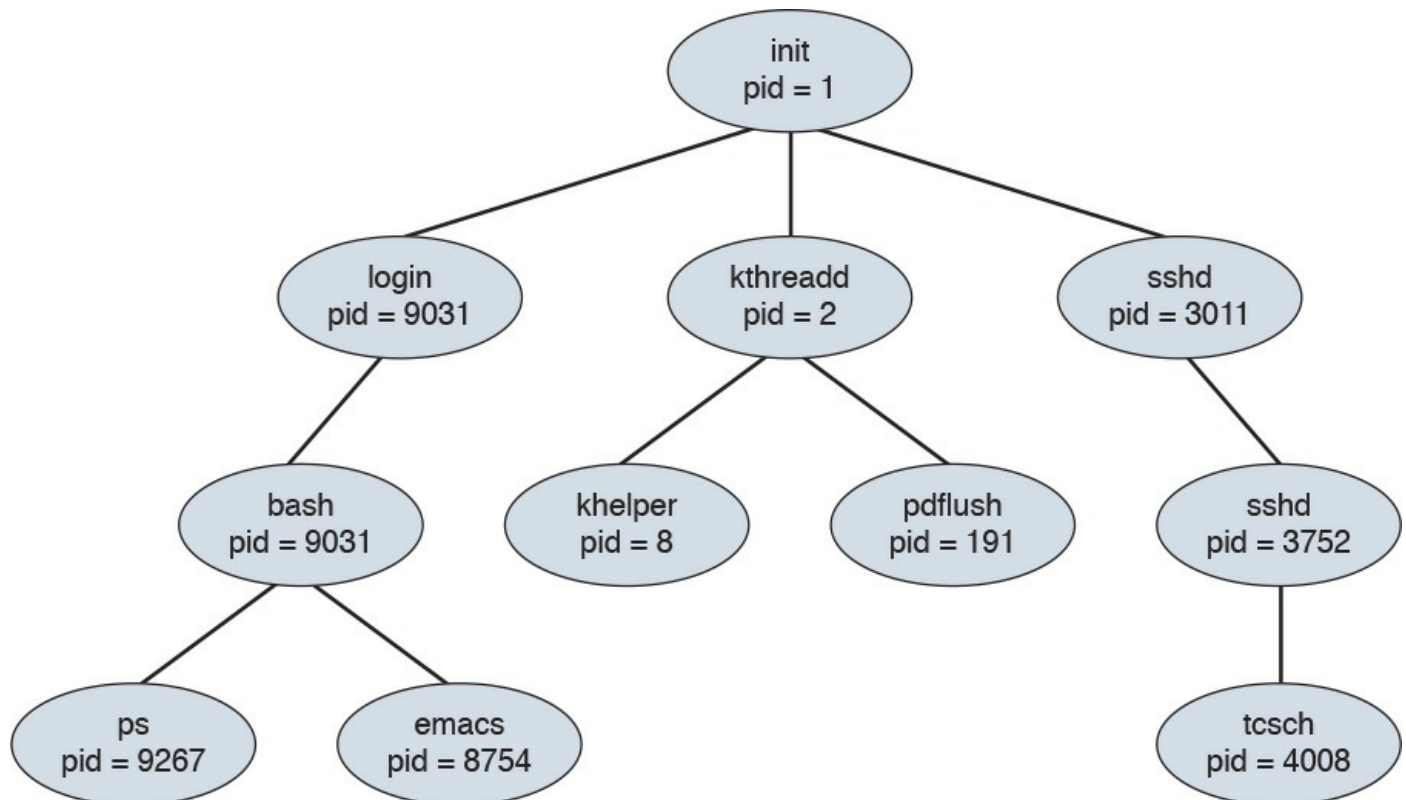 init
pid = 1
login
pid = 9031
kthreadd
pid = 2
sshd
pid = 3011
bash
pid = 9031
khelper
pid = 8
pdflush
pid = 191
sshd
pid = 3752
ps
pid = 9267
emacs
pid = 8754
tcsch
pid = 4008